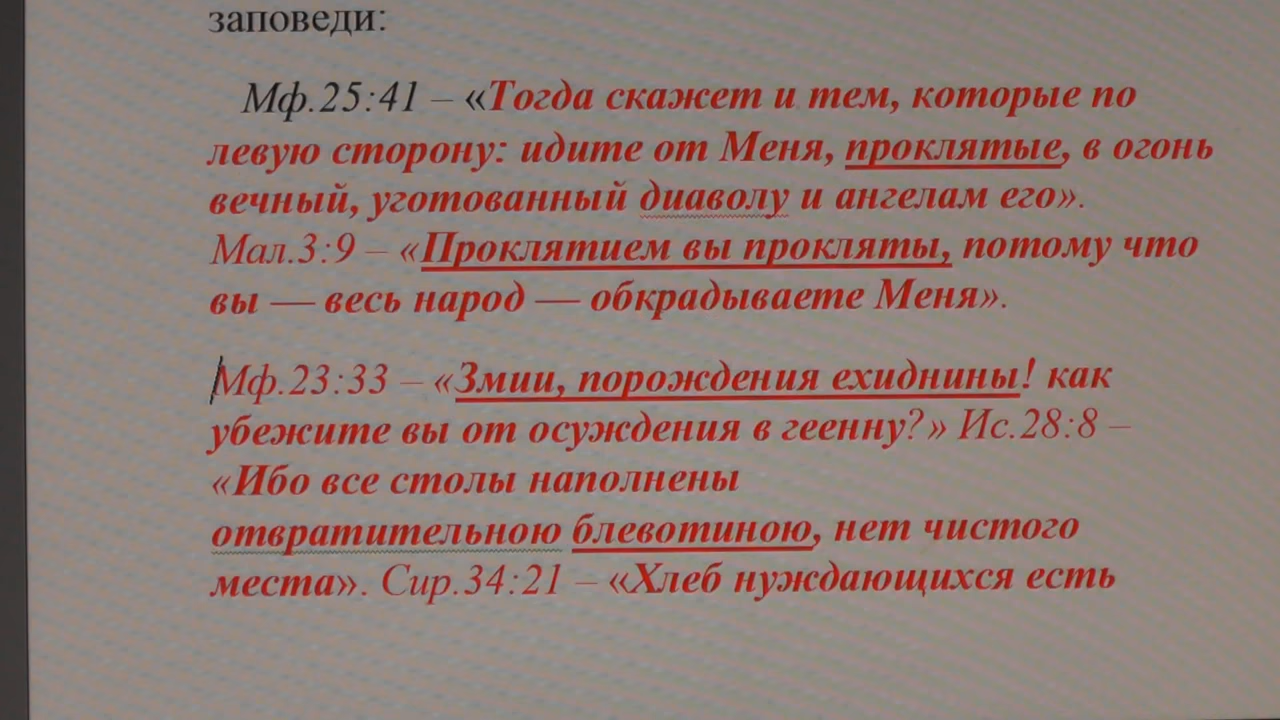 заповеди:
Мф.25:41 – «Тогда скажет и тем, которые по
левую сторону: идите от Меня, проклятые, в огонь
вечный, уготованный диаволу и ангелам его».
Мал.3:9 – «Проклятием вы прокляты, потому что
вы — весь народ — обкрадываете Меня».
Мф.23:33 – «Змии, порождения ехиднины! как
убежите вы от осуждения в геенну?» Ис.28:8 –
«Ибо все столы наполнены
отвратительною блевотиною, нет чистого
места». Сир.34:21 – «Хлеб нуждающихся есть